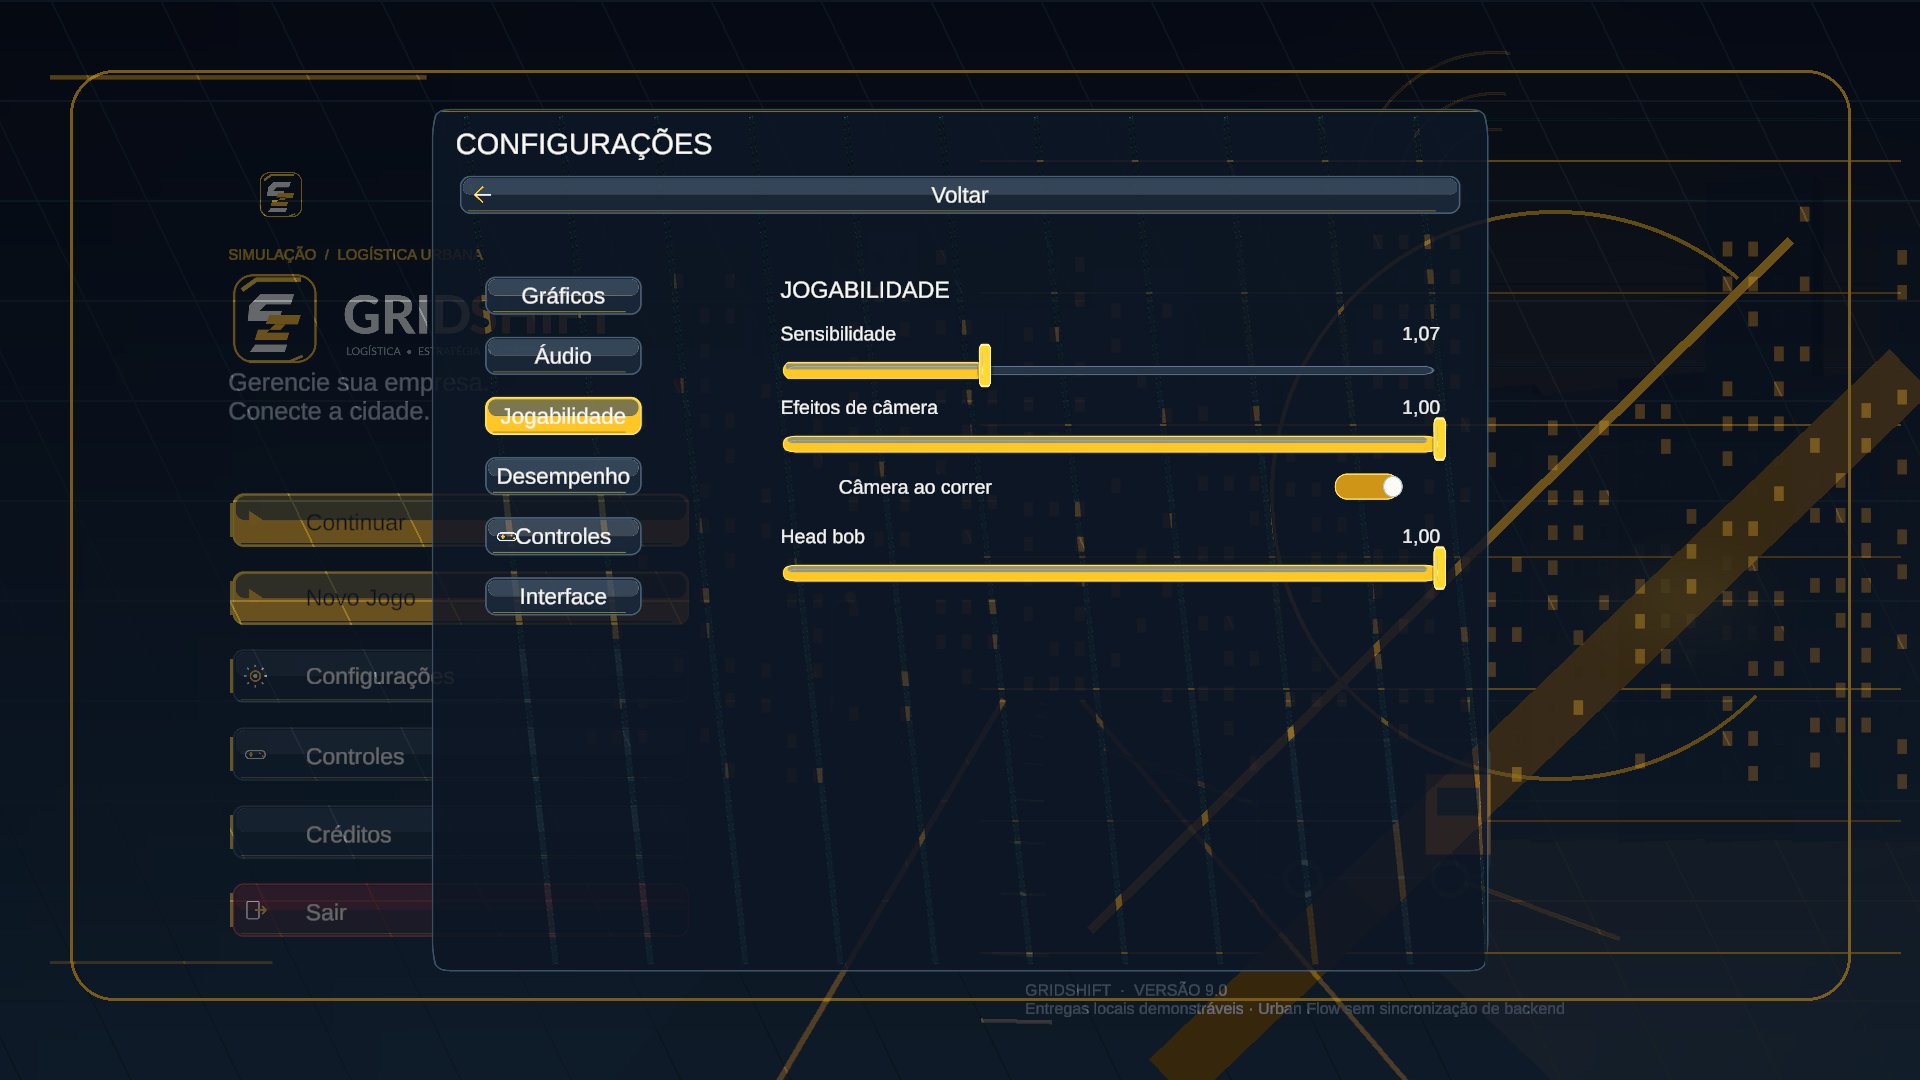 CONFIGURAÇÕES
Voltar
SIMULAÇÃO / LOGÍSTICA URBANA
GRIDSHIFT
LOGÍSTICA • ESTRATÉGIA
Gerencie sua empresa.
Conecte a cidade.
Continuar
Novo Jogo
Configurações
Controles
Créditos
Sair
Gráficos
Áudio
Jogabilidade
Desempenho
Controles
Interface
JOGABILIDADE
Sensibilidade 1,07
Efeitos de câmera 1,00
Câmera ao correr
Head bob 1,00
GRIDSHIFT · VERSÃO 9.0
Entregas locais demonstráveis · Urban Flow sem sincronização de backend